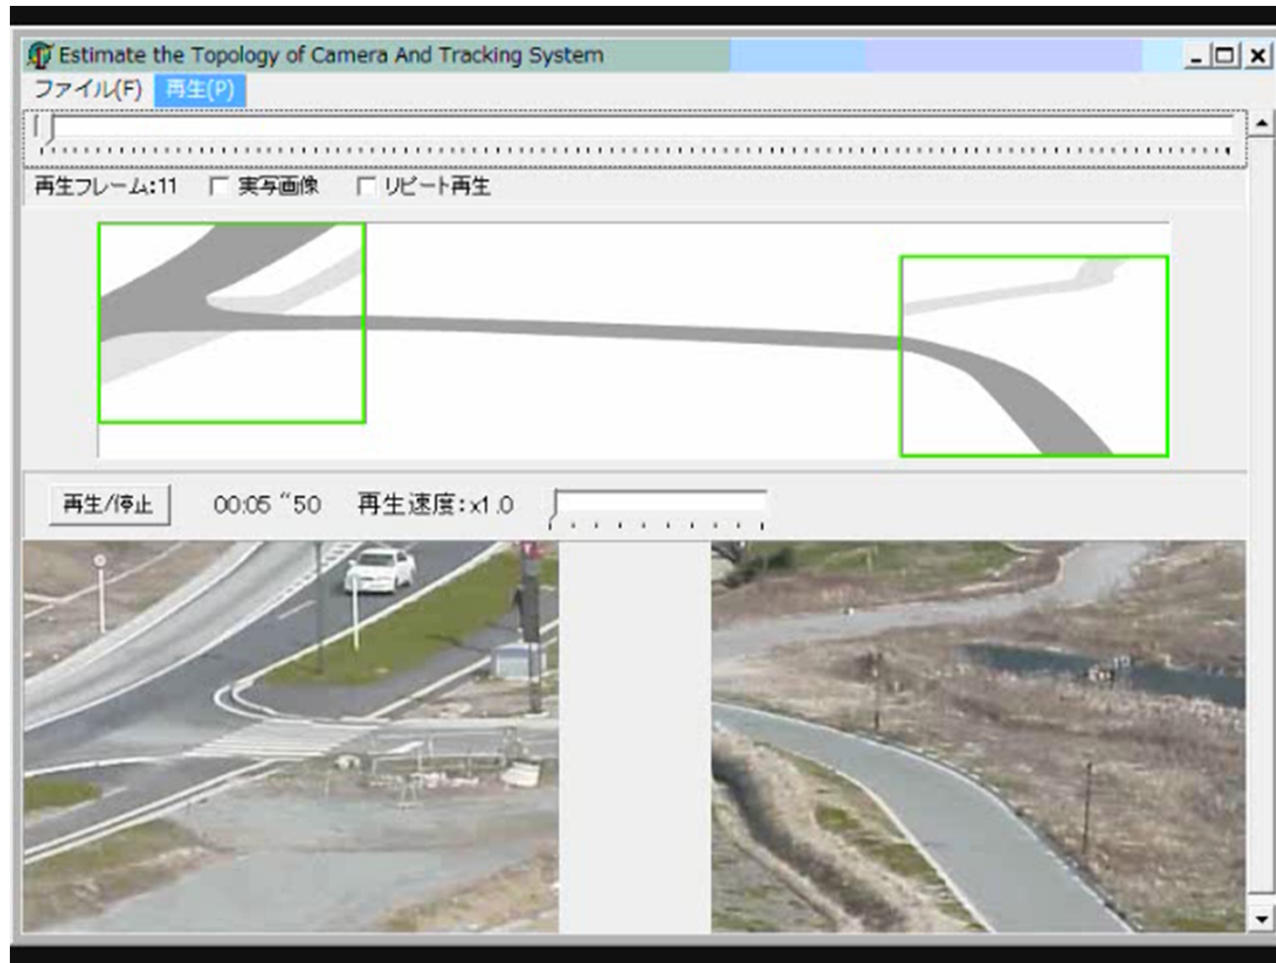 Estimate the Topology of Camera And Tracking System
ファイル(F) 再生(P)
再生フレーム:11 実写画像 リピート再生
再生/停止 00:05 “50 再生速度:x1.0